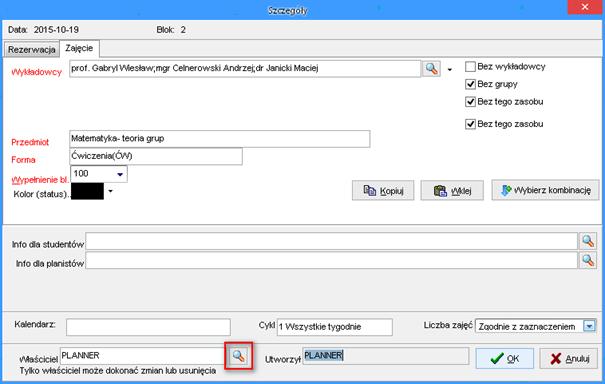 Szczegóły
Data: 2015-10-19 Blok: 2
Rezerwacja Zajęcie
Wykładowcy prof. Gabryl Wiesław;mgr Celnerowski Andrzej;dr Janicki Maciej
Bez wykładowcy
Bez grupy
Bez tego zasobu
Bez tego zasobu
Przedmiot Matematyka- teoria grup
Forma Ćwiczenia(ĆW)
Wypełnienie bl. 100
Kolor (status). Kopiuj Wklej Wybierz kombinację
Info dla studentów
Info dla planistów
Kalendarz: Cykl 1 Wszystkie tygodnie Liczba zajęć Zgodnie z zaznaczeniem
Właściciel PLANNER Utworzył PLANNER OK Anuluj
Tylko właściciel może dokonać zmian lub usunięcia